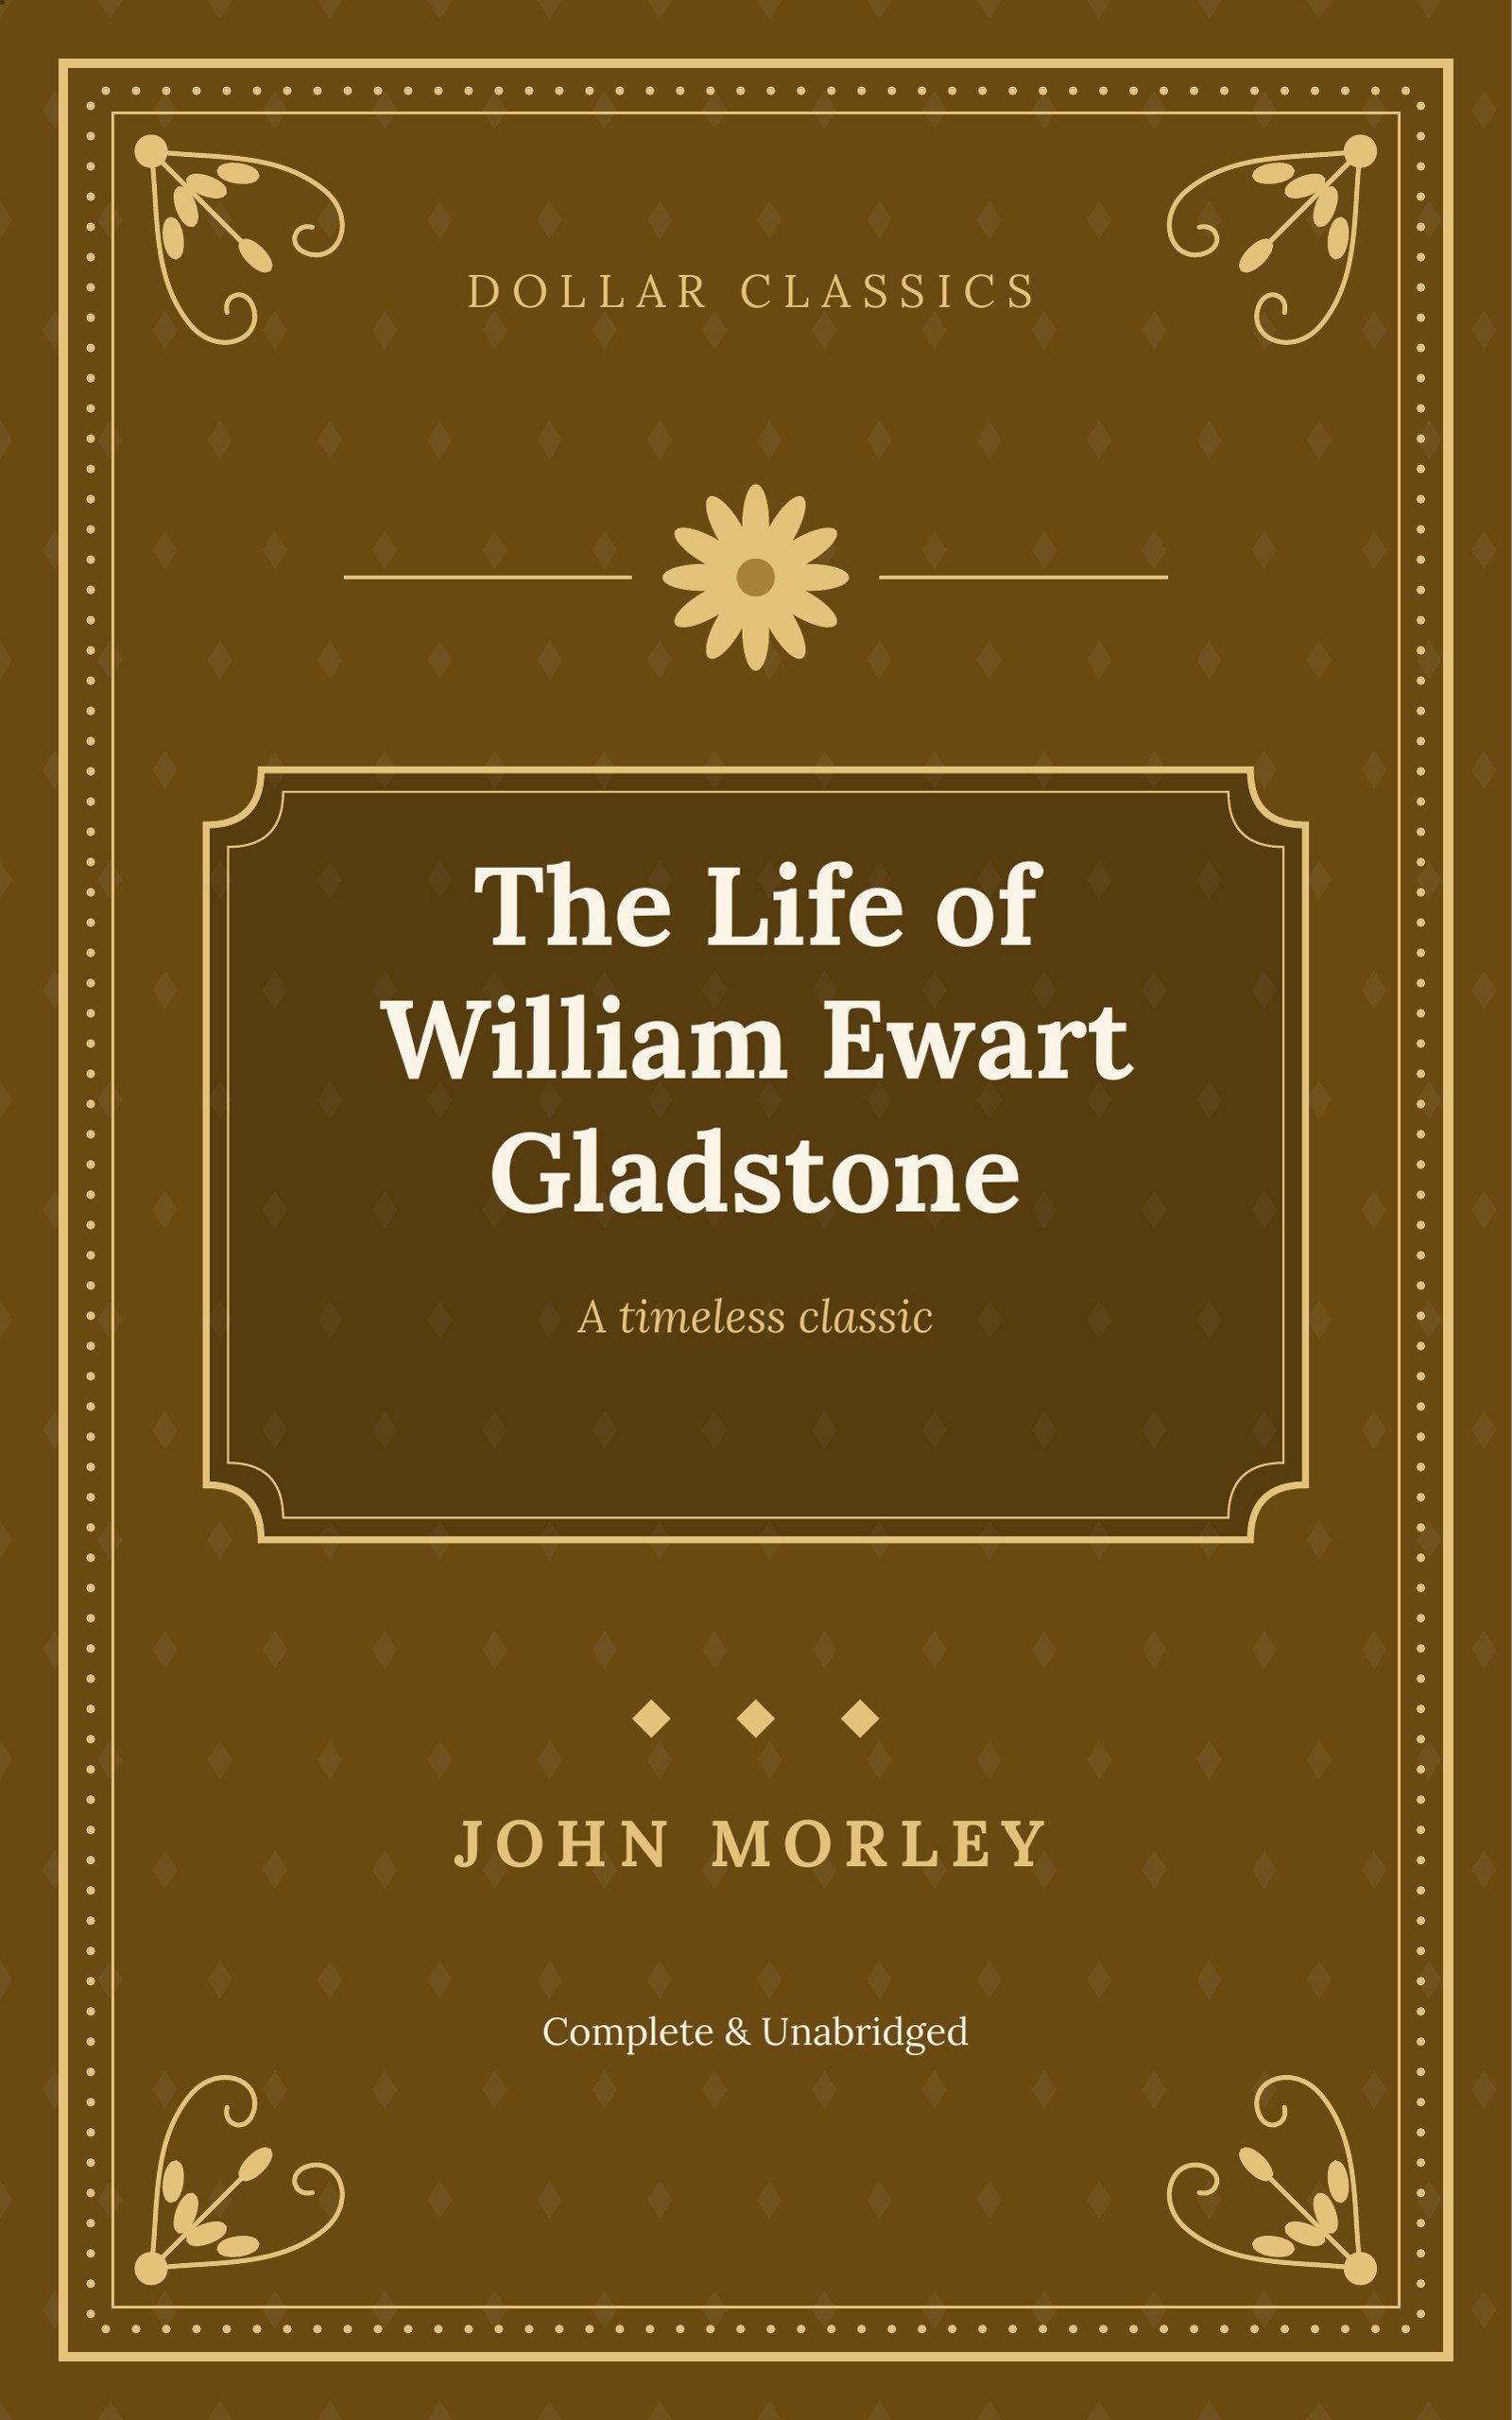 DOLLAR CLASSICS
The Life of
William Ewart
Gladstone
A timeless classic
JOHN MORLEY
Complete & Unabridged